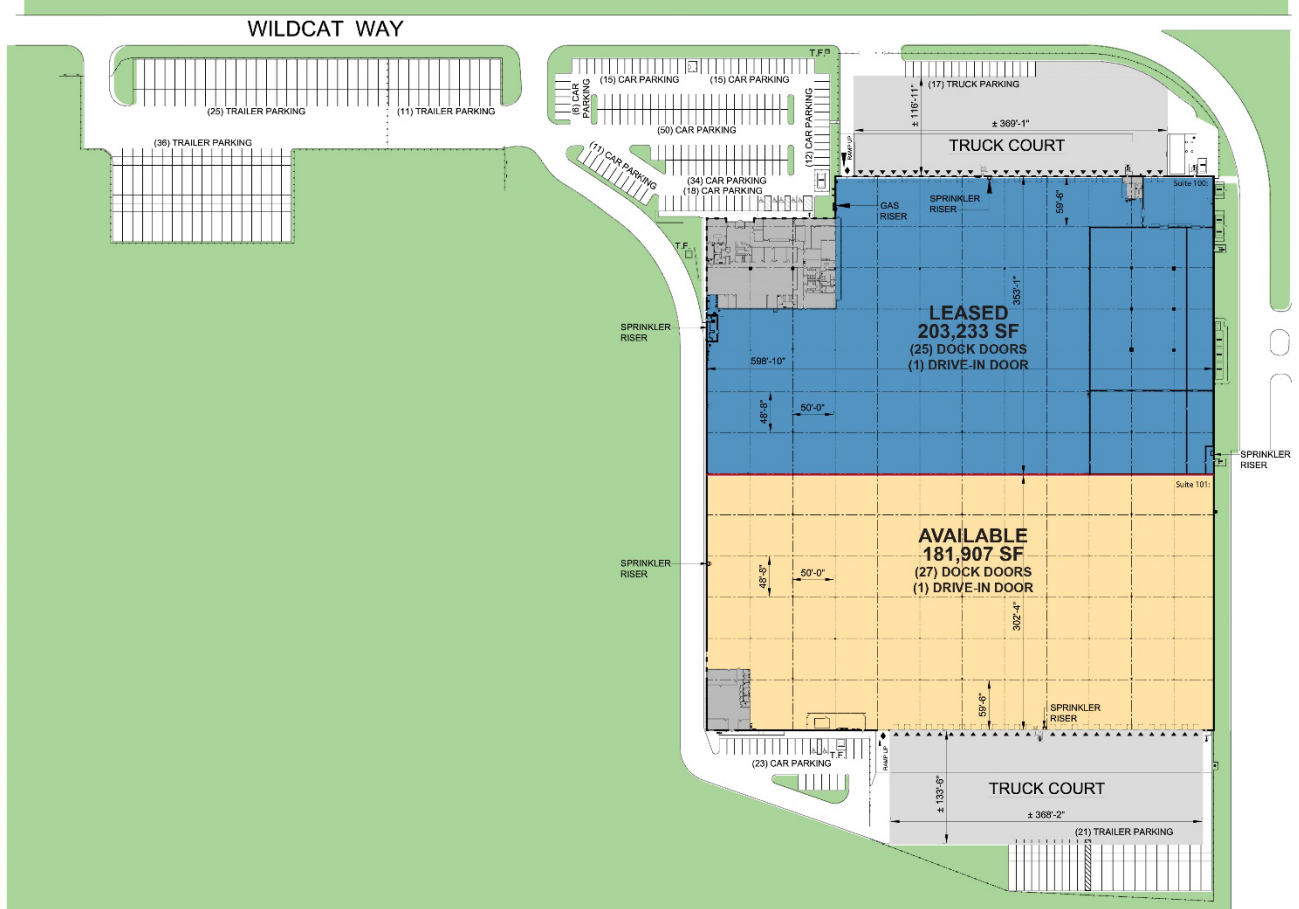 WILDCAT WAY
T.F.
(15) CAR PARKING
(15) CAR PARKING
(6) CAR
PARKING
(17) TRUCK PARKING
(25) TRAILER PARKING
(11) TRAILER PARKING
± 116'-11"
± 369'-1"
(50) CAR PARKING
(12) CAR PARKING
(36) TRAILER PARKING
TRUCK COURT
RAMP UP
(11) CAR PARKING
(34) CAR PARKING
(18) CAR PARKING
Suite 100:
GAS
RISER
SPRINKLER
RISER
59'-6"
T.F.
353'-1"
LEASED
203,233 SF
(25) DOCK DOORS
(1) DRIVE-IN DOOR
SPRINKLER
RISER
598'-10"
48'-8"
50'-0"
SPRINKLER
RISER
Suite 101:
AVAILABLE
181,907 SF
(27) DOCK DOORS
(1) DRIVE-IN DOOR
SPRINKLER
RISER
48'-8"
50'-0"
302'-4"
59'-6"
SPRINKLER
RISER
T.F.
(23) CAR PARKING
RAMP UP
± 133'-6"
TRUCK COURT
± 368'-2"
(21) TRAILER PARKING